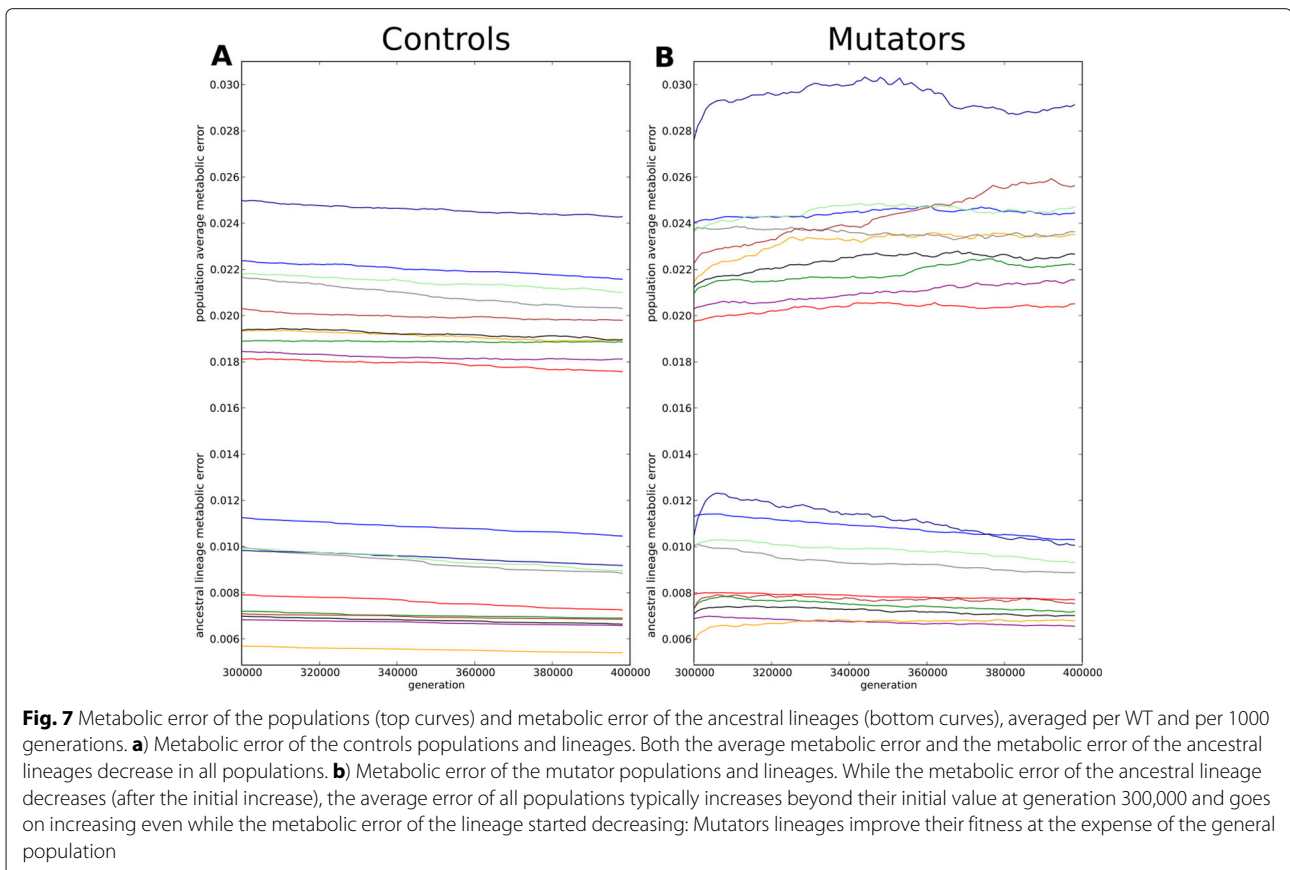 Controls
Mutators
A
B
0.030
0.028
0.026
0.024
0.022
0.020
0.018
0.016
0.014
0.012
0.010
0.008
0.006
population average metabolic error
ancestral lineage metabolic error
300000 320000 340000 360000 380000 400000
generation
0.030
0.028
0.026
0.024
0.022
0.020
0.018
0.016
0.014
0.012
0.010
0.008
0.006
population average metabolic error
ancestral lineage metabolic error
300000 320000 340000 360000 380000 400000
generation
Fig. 7 Metabolic error of the populations (top curves) and metabolic error of the ancestral lineages (bottom curves), averaged per WT and per 1000
generations. a) Metabolic error of the controls populations and lineages. Both the average metabolic error and the metabolic error of the ancestral
lineages decrease in all populations. b) Metabolic error of the mutator populations and lineages. While the metabolic error of the ancestral lineage
decreases (after the initial increase), the average error of all populations typically increases beyond their initial value at generation 300,000 and goes
on increasing even while the metabolic error of the lineage started decreasing: Mutators lineages improve their fitness at the expense of the general
population